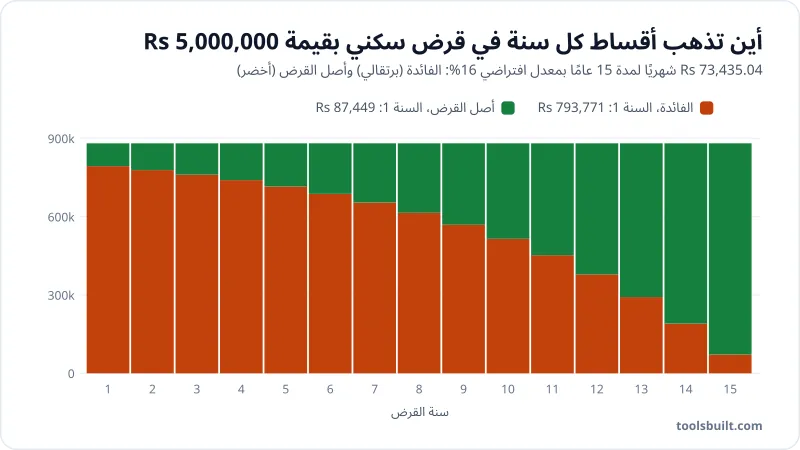 أين تذهب أقساط كل سنة في قرض سكني بقيمة Rs 5,000,000
Rs 73,435.04 شهريًا لمدة 15 عامًا بمعدل افتراضي 16%: الفائدة (برتقالي) وأصل القرض (أخضر)
الفائدة، السنة 1: Rs 793,771
أصل القرض، السنة 1: Rs 87,449
900k
600k
300k
0
1 2 3 4 5 6 7 8 9 10 11 12 13 14 15
سنة القرض
toolsbuilt.com